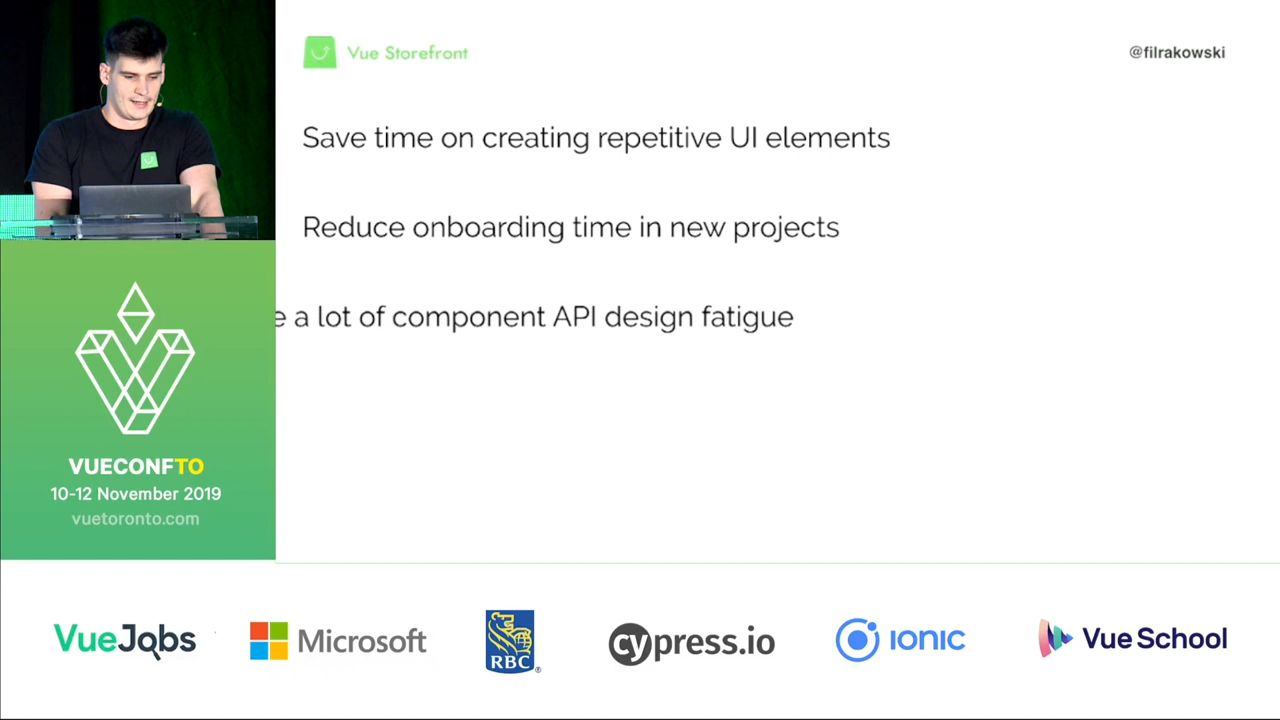 Vue Storefront
@filrakowski
Save time on creating repetitive UI elements
Reduce onboarding time in new projects
e a lot of component API design fatigue
VUECONFTO
10-12 November 2019
vuetoronto.com
VueJobs
Microsoft
RBC
®
cypress.io
IONIC
Vue School